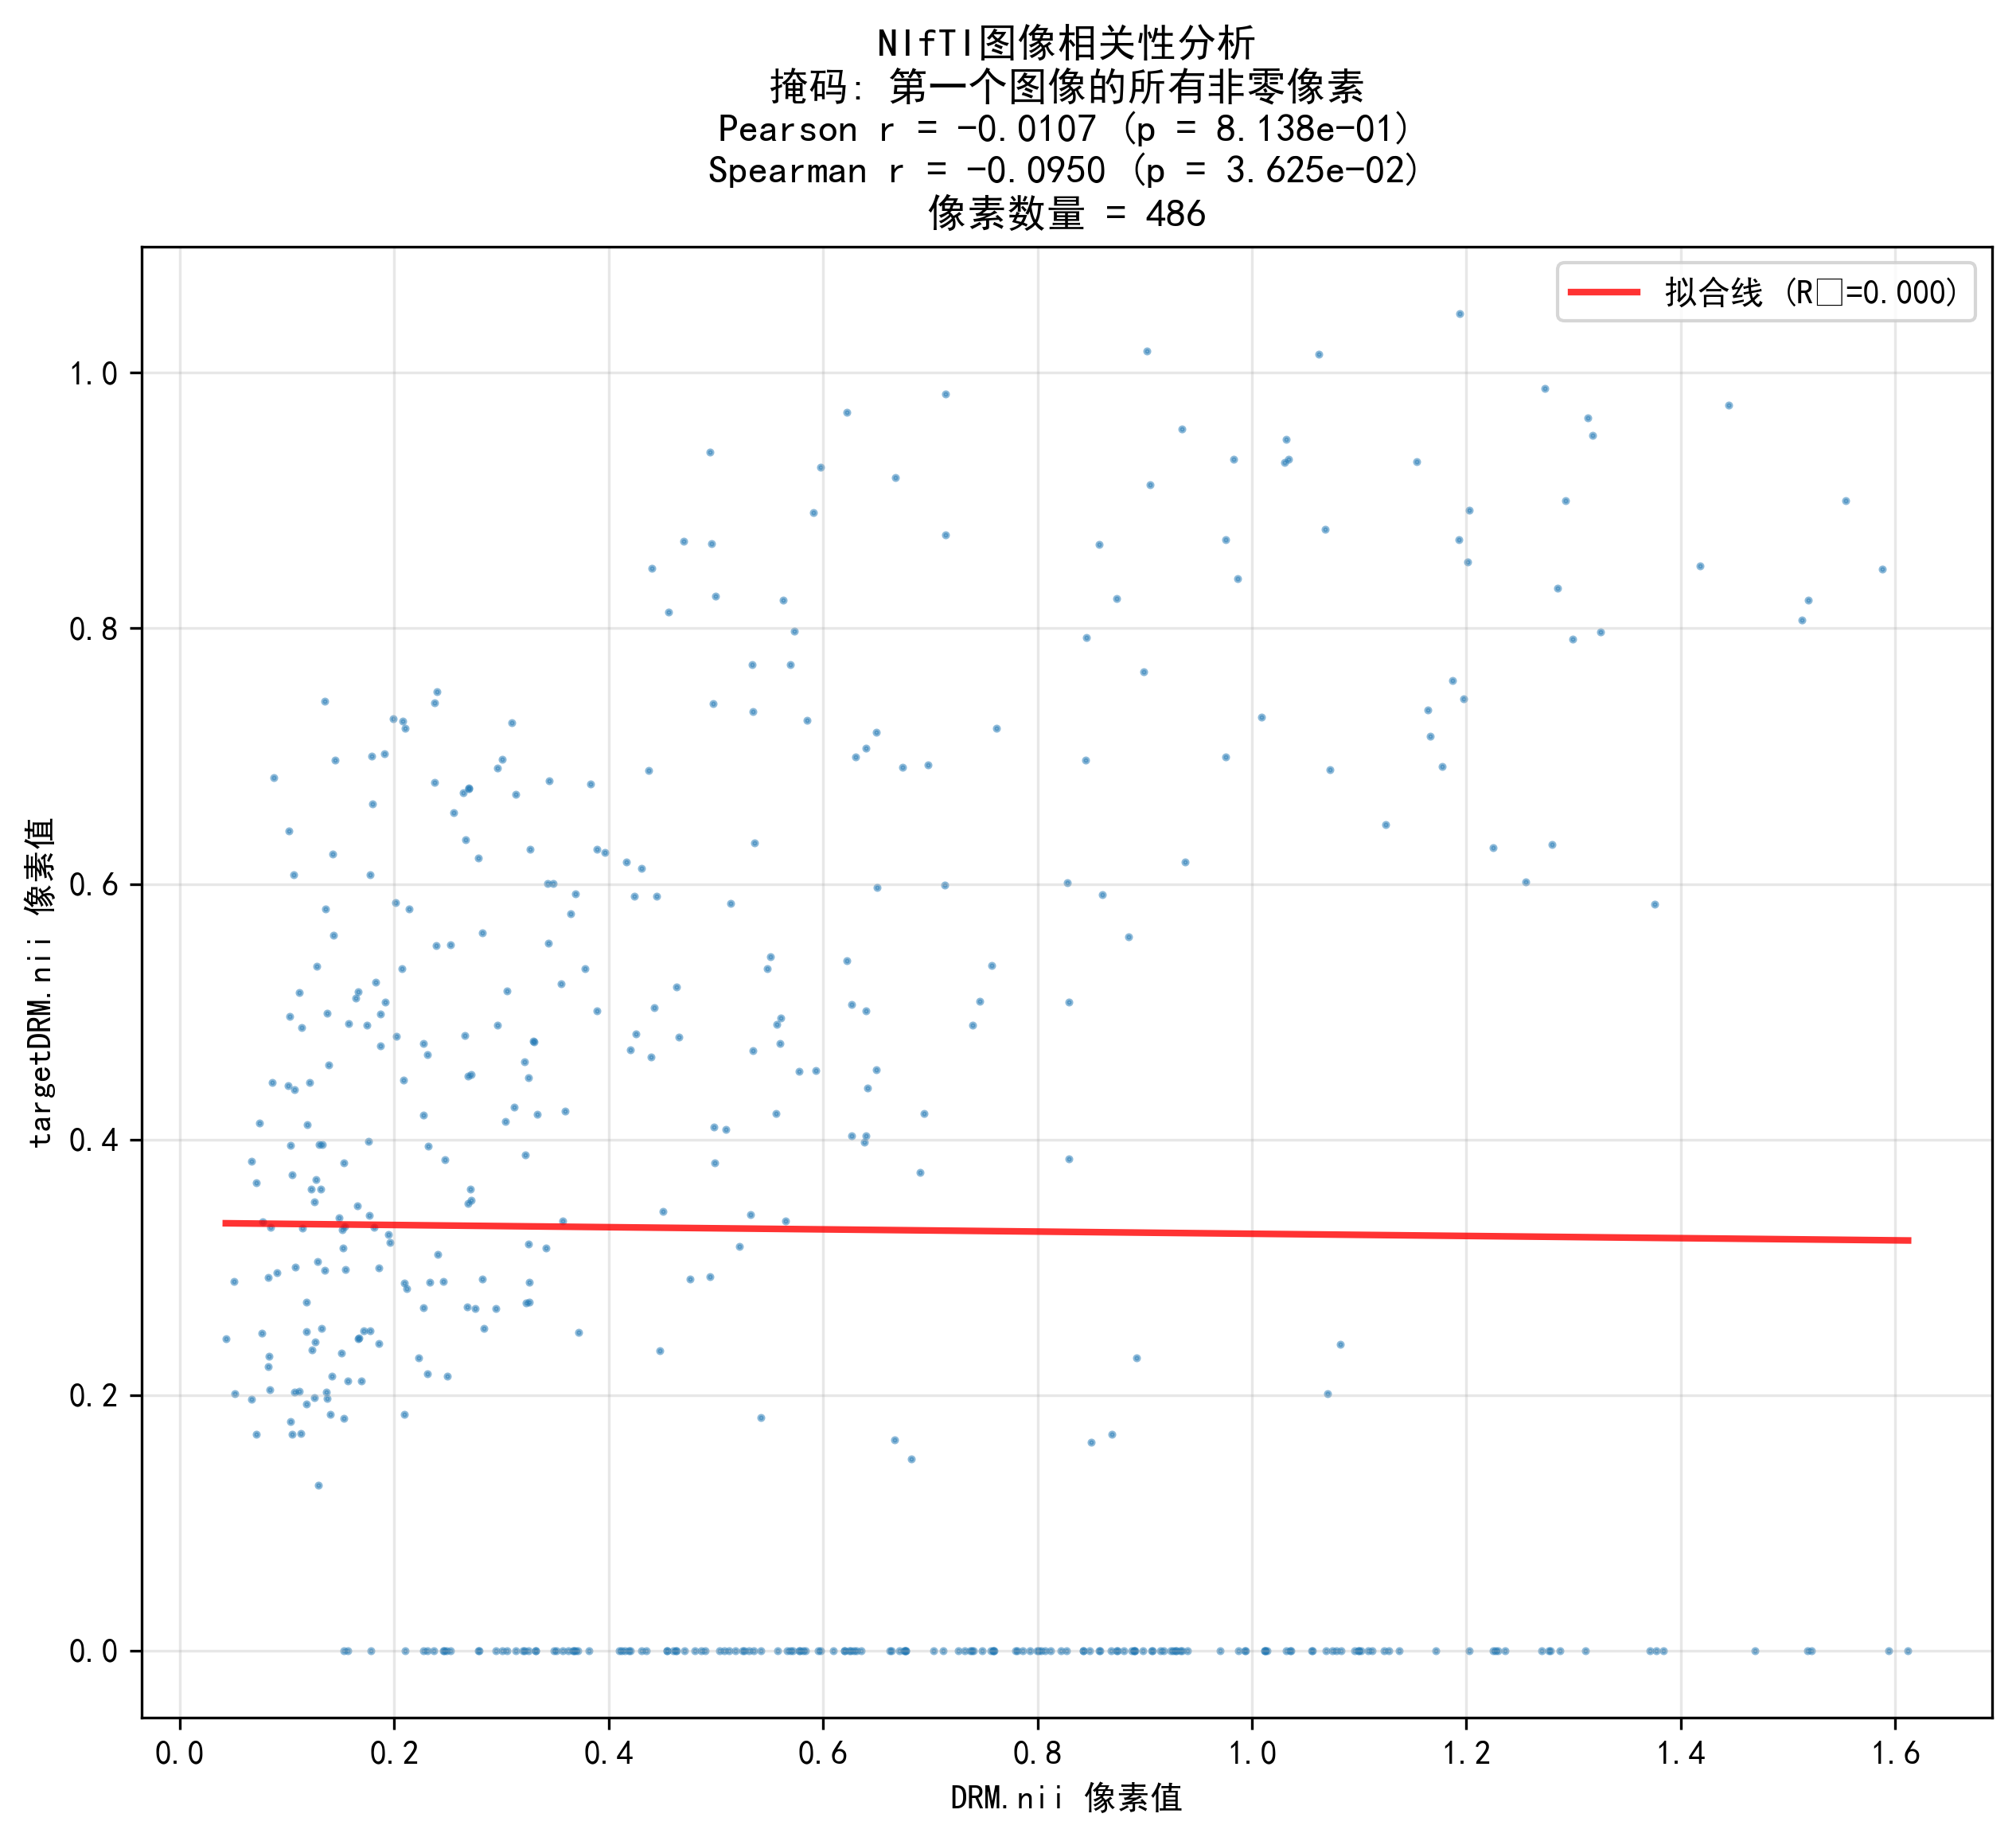 NIfTI图像相关性分析
掩码: 第一个图像的所有非零像素
Pearson r = -0.0107 (p = 8.138e-01)
Spearman r = -0.0950 (p = 3.625e-02)
像素数量 = 486
拟合线 (R□=0.000)
1.0
0.8
0.6
0.4
0.2
0.0
targetDRM.nii 像素值
0.0 0.2 0.4 0.6 0.8 1.0 1.2 1.4 1.6
DRM.nii 像素值